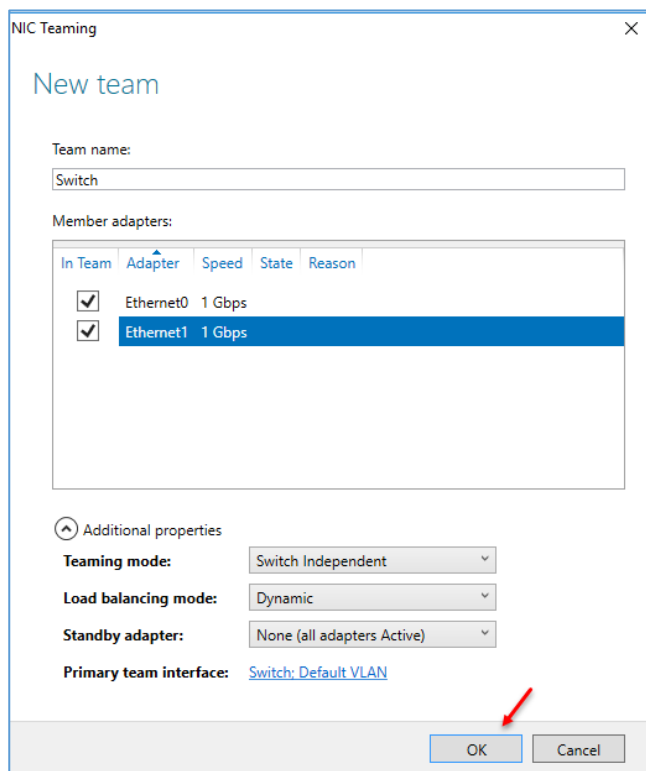 NIC Teaming
New team
Team name:
Switch
Member adapters:
In Team Adapter Speed State Reason
Ethernet0 1 Gbps
Ethernet1 1 Gbps
Additional properties
Teaming mode: Switch Independent
Load balancing mode: Dynamic
Standby adapter: None (all adapters Active)
Primary team interface: Switch; Default VLAN
OK Cancel